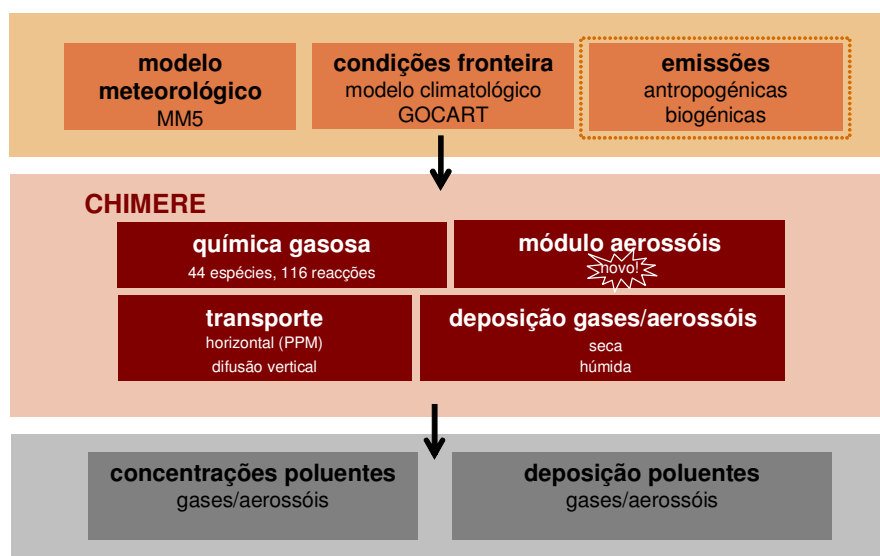 modelo
meteorológico
MM5
condições fronteira
modelo climatológico
GOCART
emissões
antropogénicas
biogénicas
CHIMERE
química gasosa
44 espécies, 116 reacções
módulo aerossóis
novo!
transporte
horizontal (PPM)
difusão vertical
deposição gases/aerossóis
seca
húmida
concentrações poluentes
gases/aerossóis
deposição poluentes
gases/aerossóis